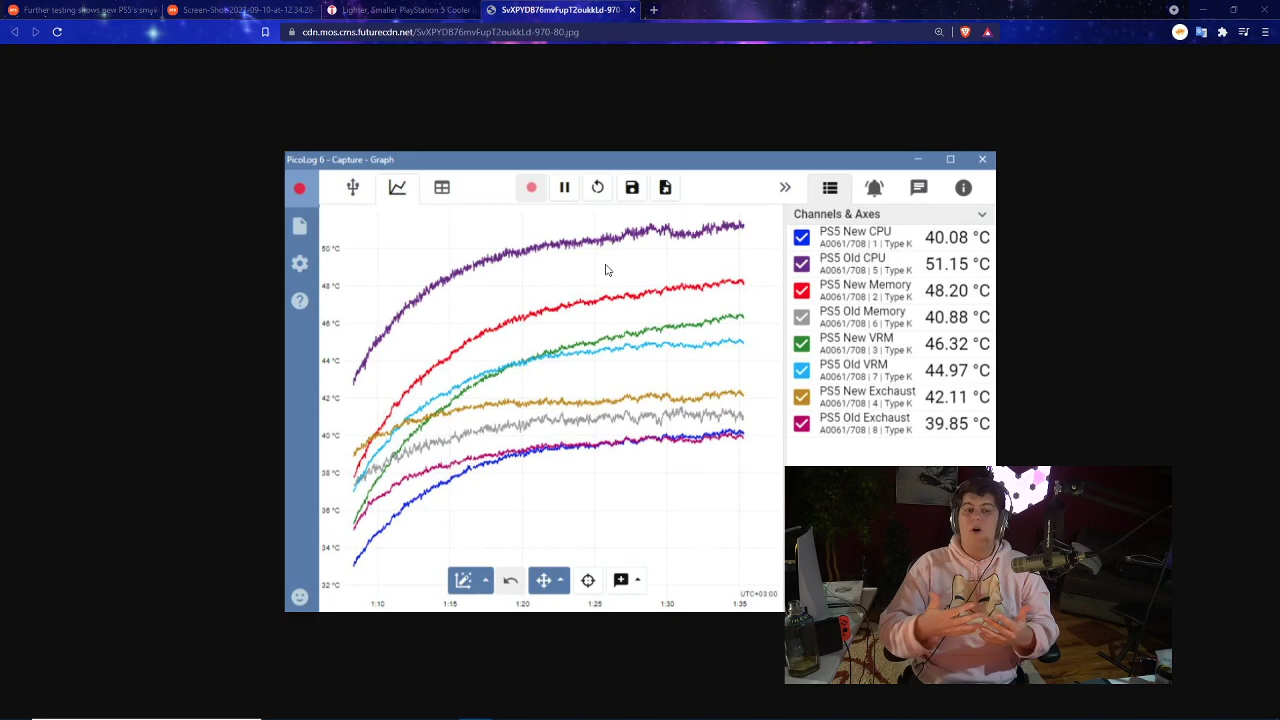 Further testing shows new PS5's sma
Screen-Shot-2021-09-10-at-12.34.28-
Lighter, Smaller PlayStation 5 Cooler
SvXPYDB76mvFupT2oukkLd-970-
cdn.mos.cms.futurecdn.net/SvXPYDB76mvFupT2oukkLd-970-80.jpg
PicoLog 6 - Capture - Graph
Channels & Axes
PS5 New CPU
A0061/708 | 1 | Type K
40.08 °C
PS5 Old CPU
A0061/708 | 5 | Type K
51.15 °C
PS5 New Memory
A0061/708 | 2 | Type K
48.20 °C
PS5 Old Memory
A0061/708 | 6 | Type K
40.88 °C
PS5 New VRM
A0061/708 | 3 | Type K
46.32 °C
PS5 Old VRM
A0061/708 | 7 | Type K
44.97 °C
PS5 New Exhaust
A0061/708 | 4 | Type K
42.11 °C
PS5 Old Exhaust
A0061/708 | 8 | Type K
39.85 °C
50 °C
48 °C
46 °C
44 °C
42 °C
40 °C
38 °C
36 °C
34 °C
32 °C
UTC+03:00
1:10 1:15 1:20 1:25 1:30 1:35